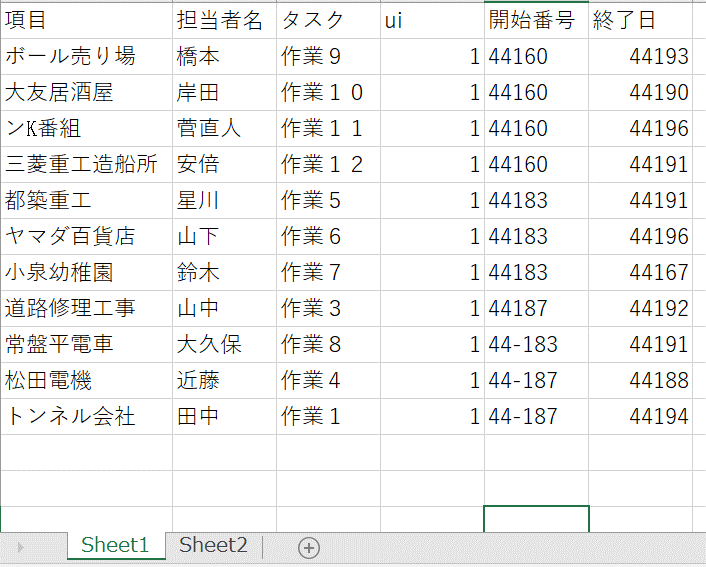 項目 担当者名 タスク ui 開始番号 終了日
ボール売り場 橋本 作業９ 1 44160 44193
大友居酒屋 岸田 作業１０ 1 44160 44190
ンK番組 菅直人 作業１１ 1 44160 44196
三菱重工造船所 安倍 作業１２ 1 44160 44191
都築重工 星川 作業５ 1 44183 44191
ヤマダ百貨店 山下 作業６ 1 44183 44196
小泉幼稚園 鈴木 作業７ 1 44183 44167
道路修理工事 山中 作業３ 1 44187 44192
常盤平電車 大久保 作業８ 1 44-183 44191
松田電機 近藤 作業４ 1 44-187 44188
トンネル会社 田中 作業１ 1 44-187 44194
Sheet1 Sheet2